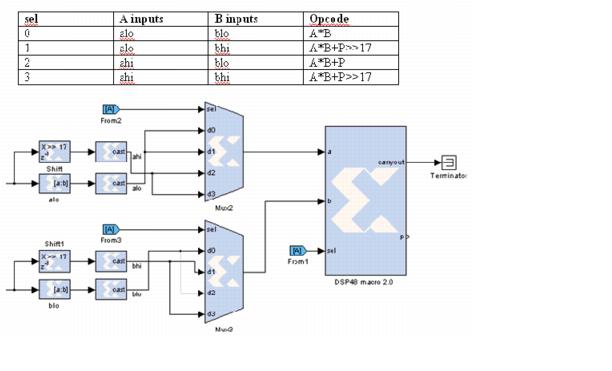 sel A inputs B inputs Opcode
0 alo blo A*B
1 alo bhi A*B+P>>17
2 ahi blo A*B+P
3 ahi bhi A*B+P>>17
[A]
From2
sel
d0
d1
d2
d3
Mux2
X >> 17
Shift
cast
ahi
[a:b]
alo
cast
alo
[A]
From3
sel
d0
d1
d2
d3
Mux3
Shift1
X >> 17
cast
bhi
[a:b]
blo
cast
blo
a
b
sel
carryout
p
[A]
From1
DSP48 macro 2.0
Terminator